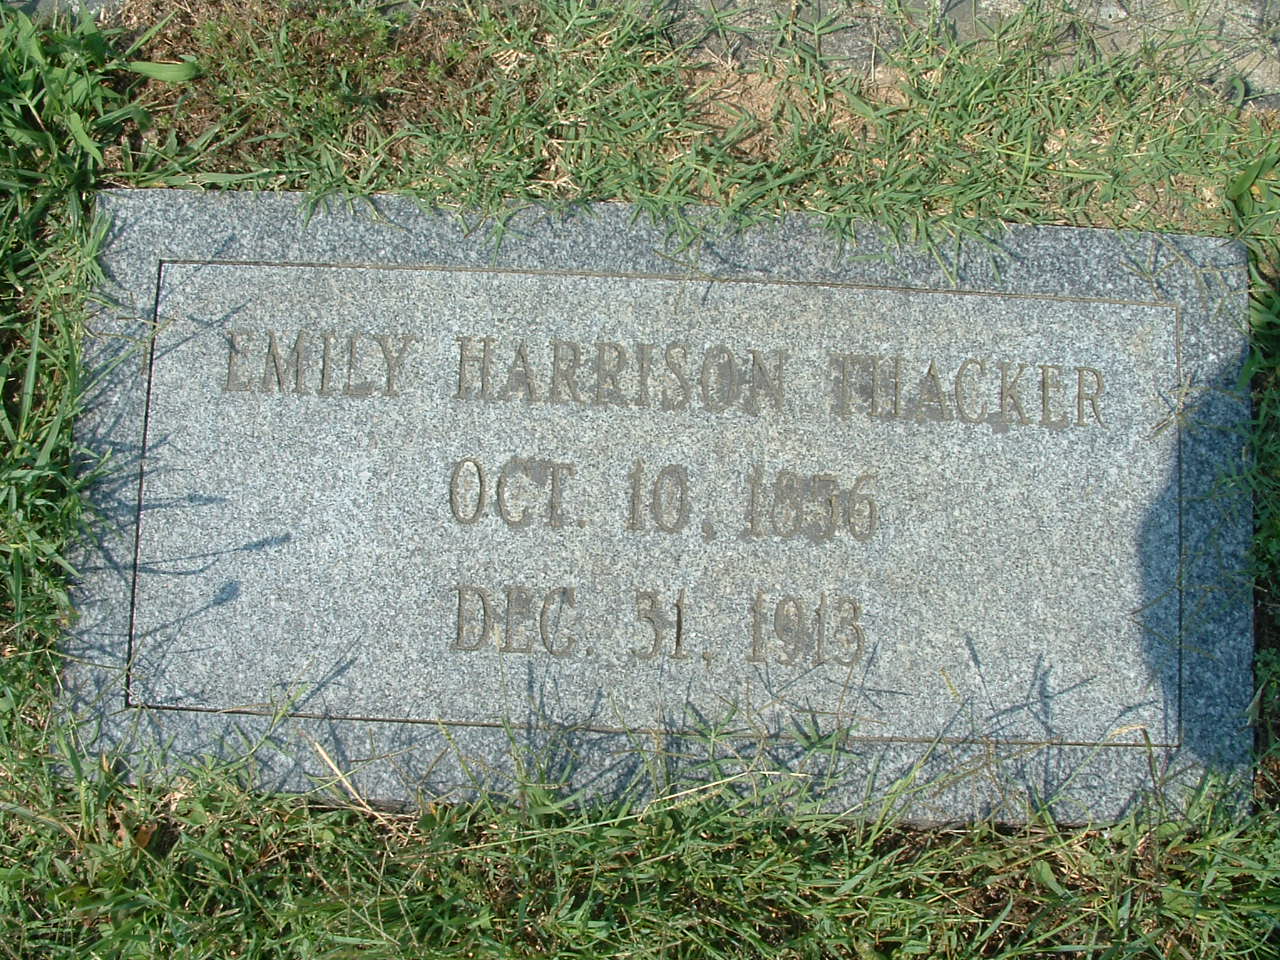 EMILY HARRISON THACKER
OCT. 10, 1856
DEC. 31, 1913